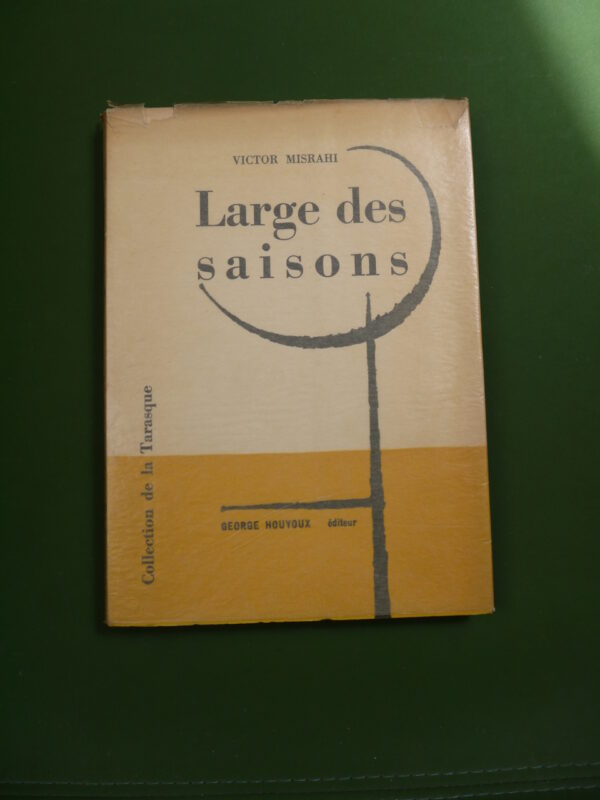 VICTOR MISRAHI
Large des
saisons
Collection de la Tarasque
GEORGE HOUYOUX éditeur